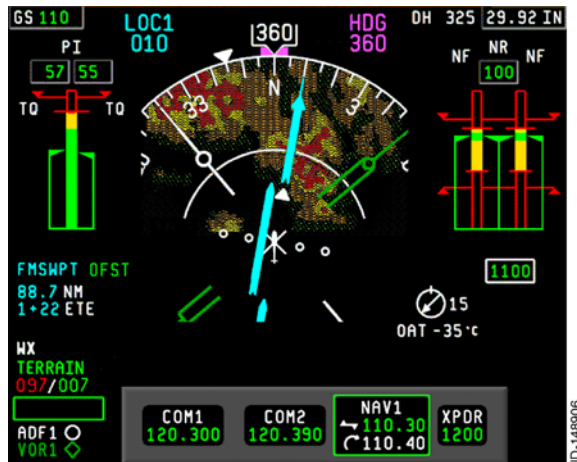 GS 110
LOC1
010
360
HDG
360
DH 325
29.92 IN
PI
57 55
TQ TQ
NF NR NF
100
33
N
3
FMSWPT OFST
88.7 NM
1+22 ETE
1100
15
OAT -35 °C
WX
TERRAIN
097/007
ADF1
VOR1
COM1
120.300
COM2
120.390
NAV1
110.30
110.40
XPDR
1200
ID-148906